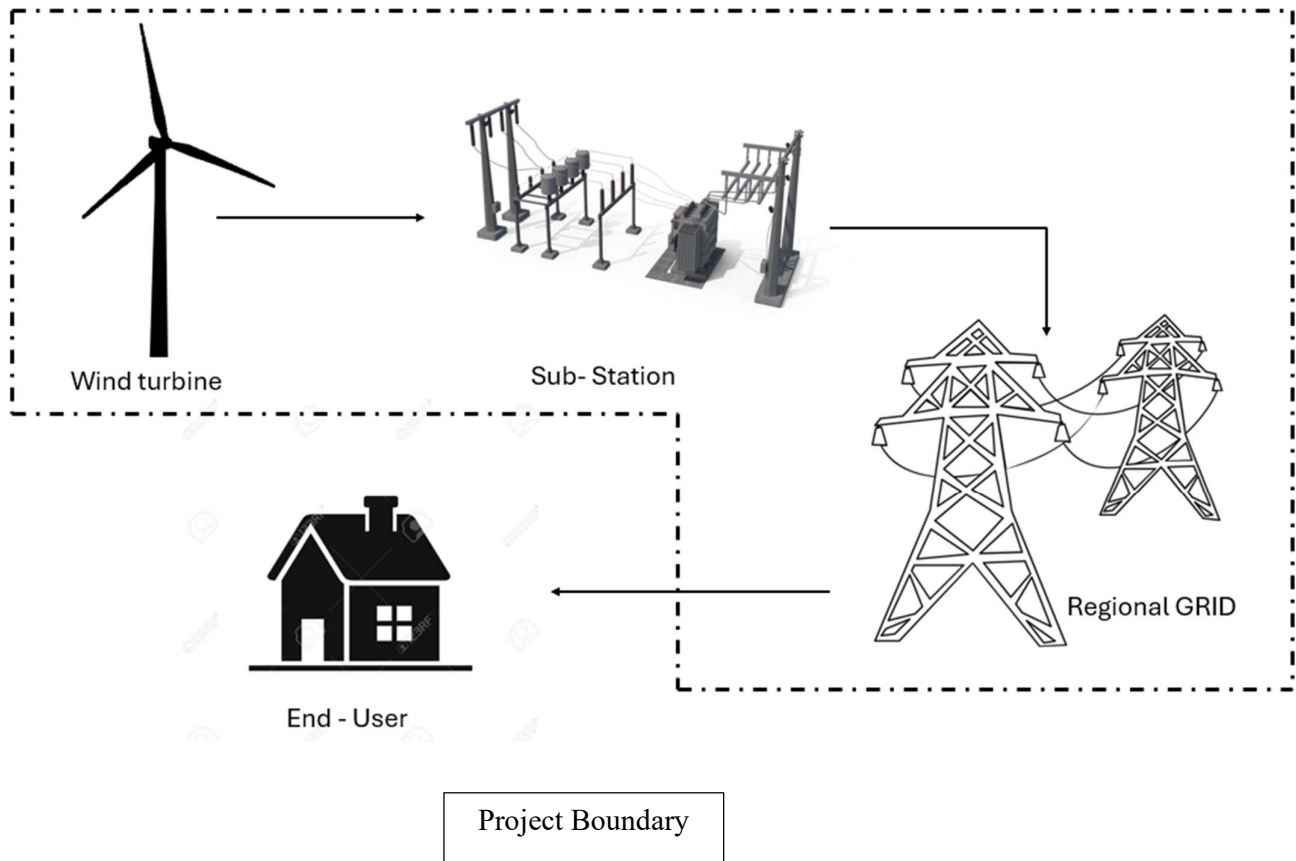 Wind turbine
Sub- Station
Regional GRID
End - User
Project Boundary